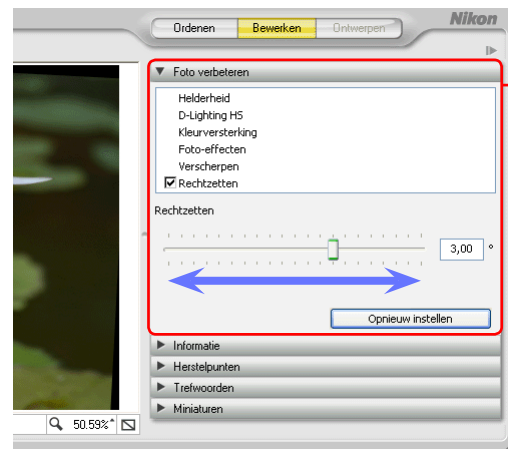 Ordenen Bewerken Ontwerpen Nikon
Foto verbeteren
Helderheid
D-Lighting HS
Kleurversterking
Foto-effecten
Verscherpen
Rechtzetten
Rechtzetten
3,00 °
Opnieuw instellen
Informatie
Herstelpunten
Trefwoorden
Miniaturen
50.59%*